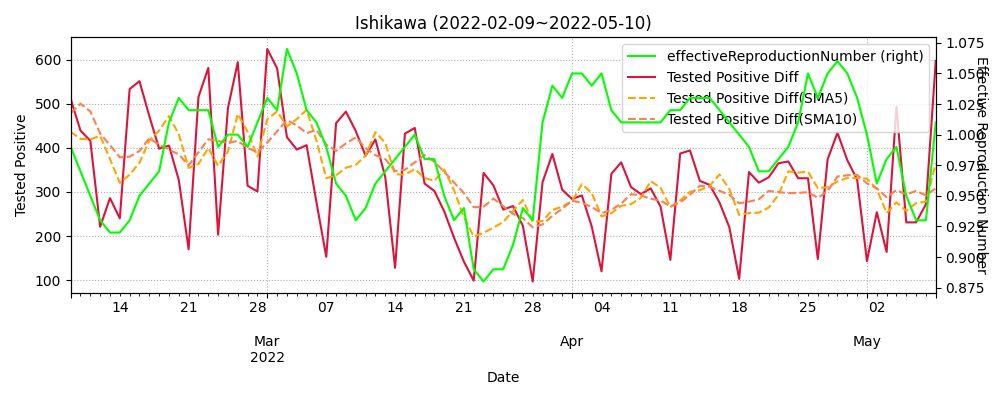 Ishikawa (2022-02-09~2022-05-10)
effectiveReproductionNumber (right)
Tested Positive Diff
Tested Positive Diff(SMA5)
Tested Positive Diff(SMA10)
Tested Positive
600
500
400
300
200
100
1.075
1.050
1.025
1.000
0.975
0.950
0.925
0.900
0.875
Effective Reproduction Number
14
21
28
07
14
21
28
04
11
18
25
02
Mar
2022
Apr
May
Date